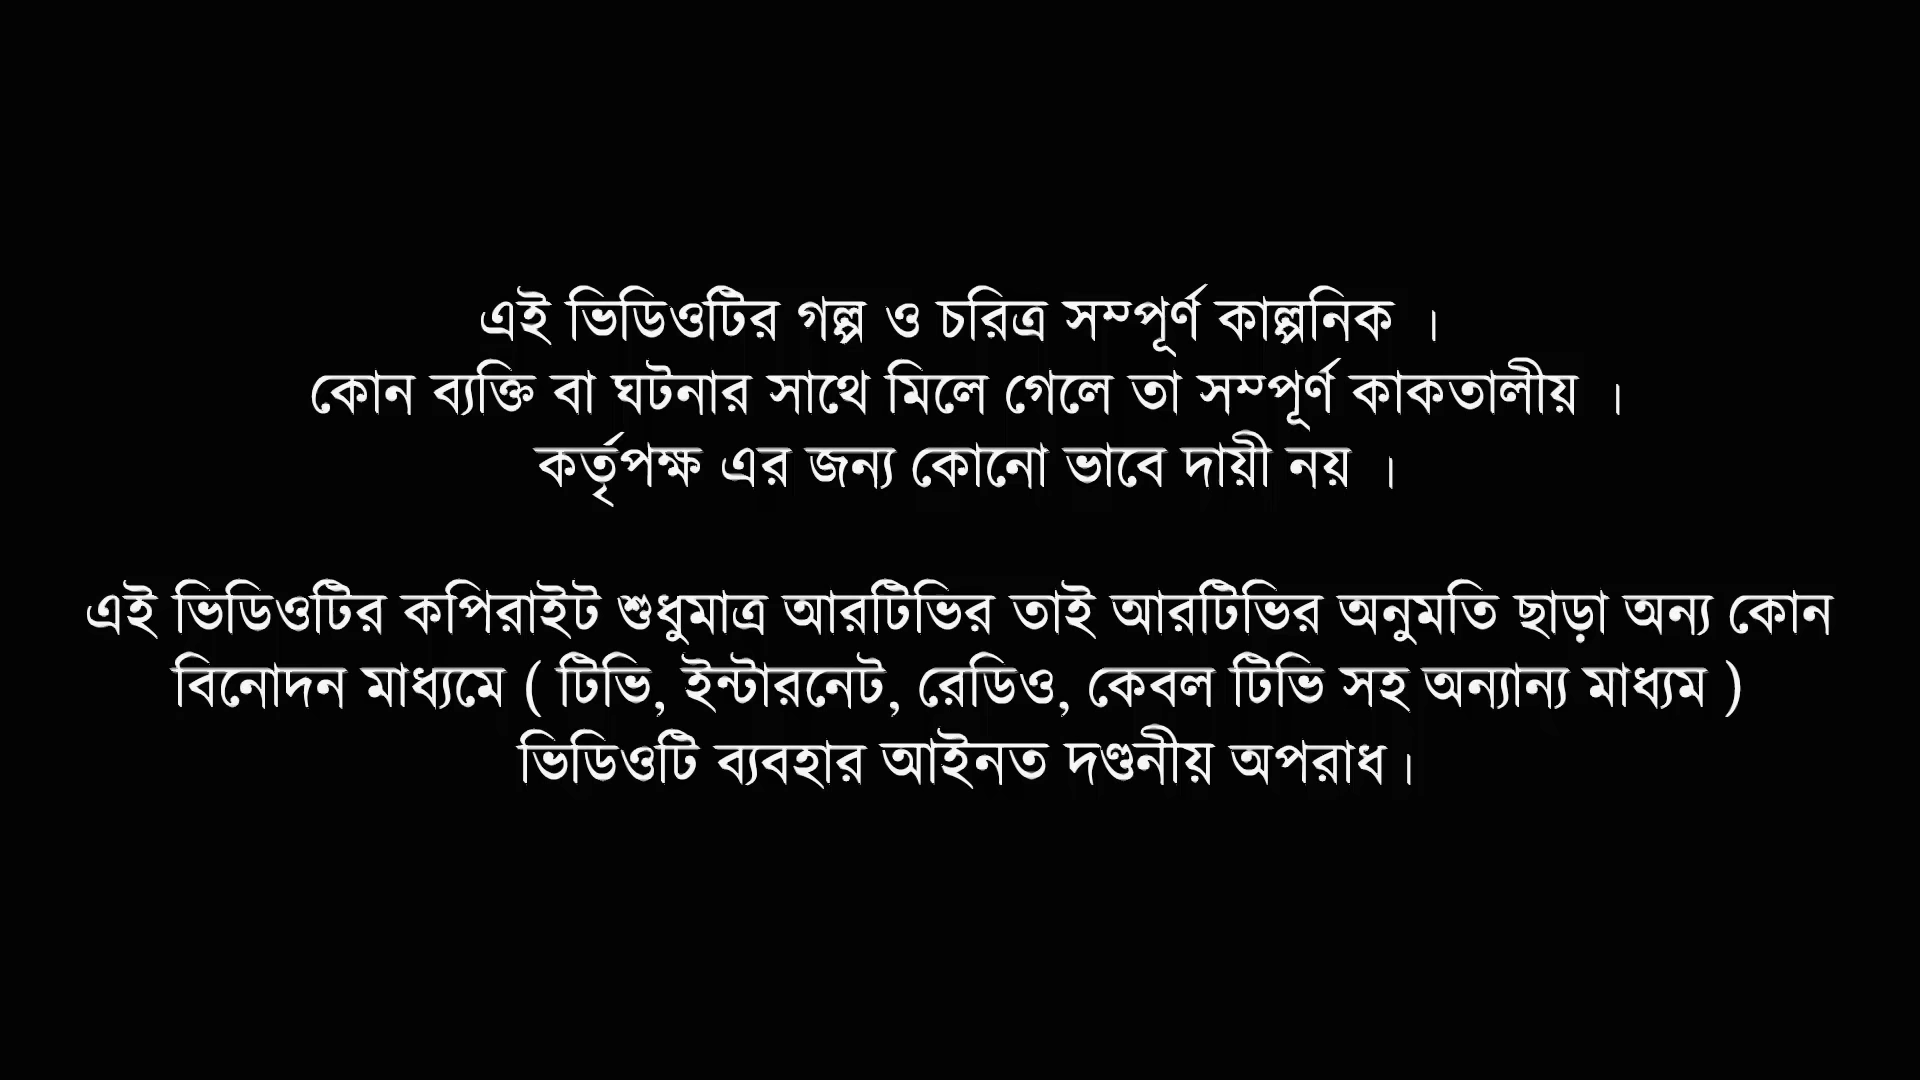 এই ভিডিওটির গল্প ও চরিত্র সম্পূর্ণ কাল্পনিক ।
কোন ব্যক্তি বা ঘটনার সাথে মিলে গেলে তা সম্পূর্ণ কাকতালীয় ।
কর্তৃপক্ষ এর জন্য কোনো ভাবে দায়ী নয় ।
এই ভিডিওটির কপিরাইট শুধুমাত্র আরটিভির তাই আরটিভির অনুমতি ছাড়া অন্য কোন
বিনোদন মাধ্যমে ( টিভি, ইন্টারনেট, রেডিও, কেবল টিভি সহ অন্যান্য মাধ্যম )
ভিডিওটি ব্যবহার আইনত দণ্ডনীয় অপরাধ।